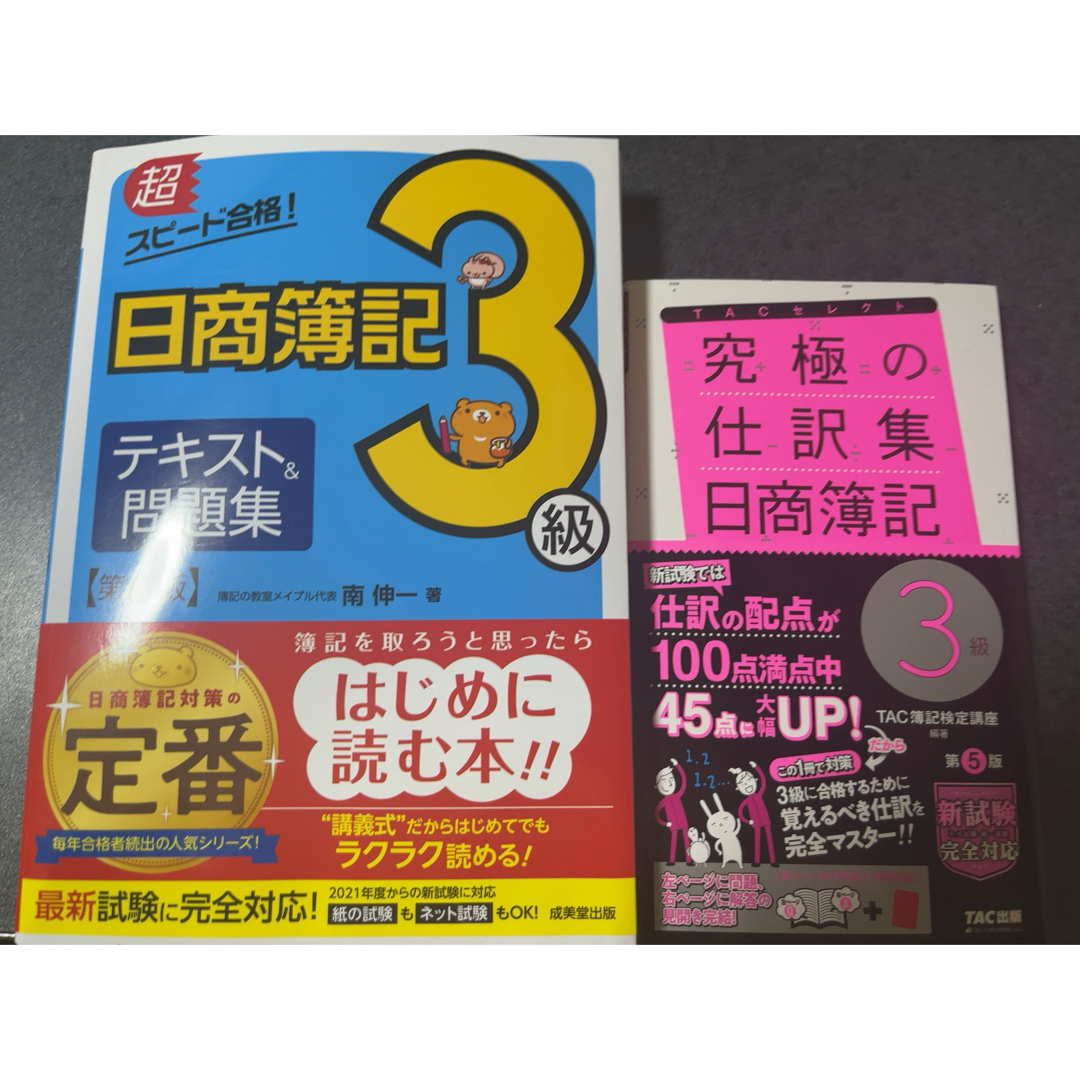 超
スピード合格!
日商簿記
3
級
テキスト&
問題集
簿記の教室メイプル代表 南 伸一 著
簿記を取ろうと思ったら
はじめに
読む本!!
日商簿記対策の
定番
毎年合格者続出の人気シリーズ!
“講義式”だからはじめてでも
ラクラク読める!
最新試験に完全対応!
2021年度からの新試験に対応
紙の試験 も ネット試験 もOK!
成美堂出版
TACセレクト
究極の
仕訳集
日商簿記
3級
新試験では
仕訳の配点が
100点満点中
45点に大幅UP!
TAC簿記検定講座
編著
第5版
だから
この1冊で対策
3級に合格するために
覚えるべき仕訳を
完全マスター!!
1,2
1,2...
新試験
完全対応
左ページに問題、
右ページに解答の
見開き完結!
Q
A
TAC出版